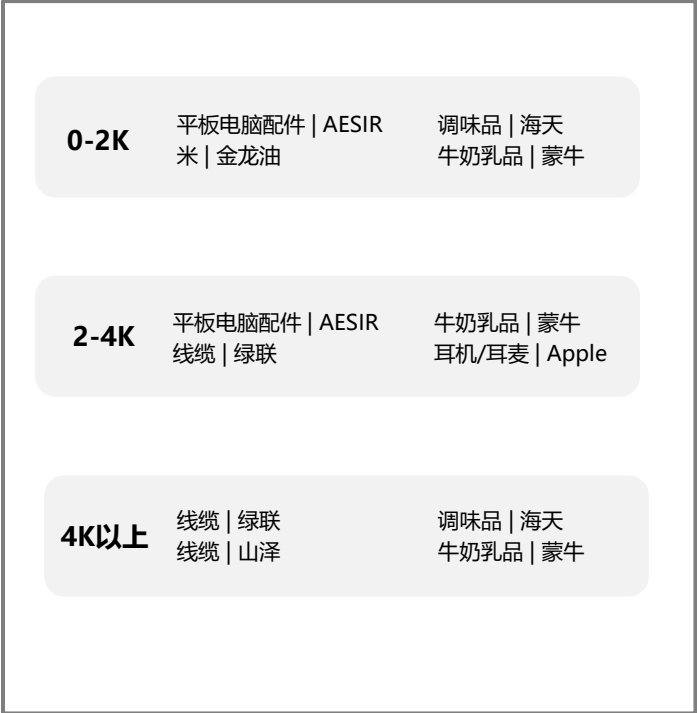 0-2K
平板电脑配件 | AESIR
米 | 金龙油
调味品 | 海天
牛奶乳品 | 蒙牛
2-4K
平板电脑配件 | AESIR
线缆 | 绿联
牛奶乳品 | 蒙牛
耳机/耳麦 | Apple
4K以上
线缆 | 绿联
线缆 | 山泽
调味品 | 海天
牛奶乳品 | 蒙牛